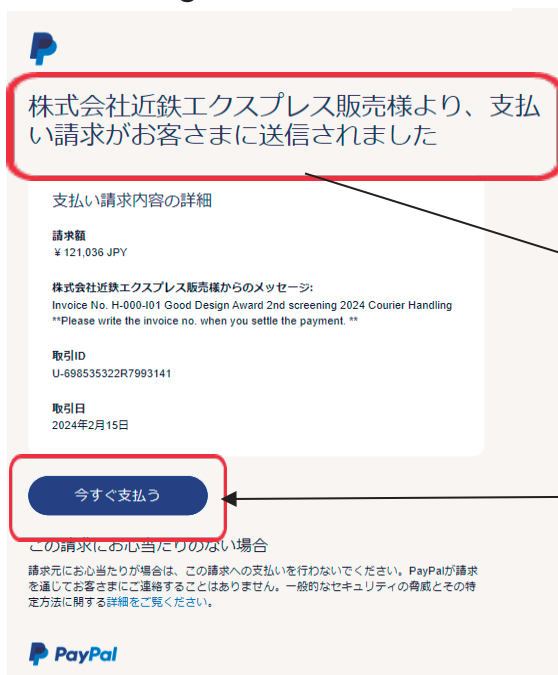 株式会社近鉄エクスプレス販売様より、支払
い請求がお客さまに送信されました
支払い請求内容の詳細
請求額
¥ 121,036 JPY
株式会社近鉄エクスプレス販売様からのメッセージ:
Invoice No. H-000-I01 Good Design Award 2nd screening 2024 Courier Handling
**Please write the invoice no. when you settle the payment. **
取引ID
U-698535322R7993141
取引日
2024年2月15日
今すぐ支払う
この請求にお心当たりのない場合
請求元にお心当たりが場合は、この請求への支払いを行わないでください。PayPalが請求
を通じてお客さまにご連絡することはありません。一般的なセキュリティの脅威とその特
定方法に関する詳細をご覧ください。
PayPal